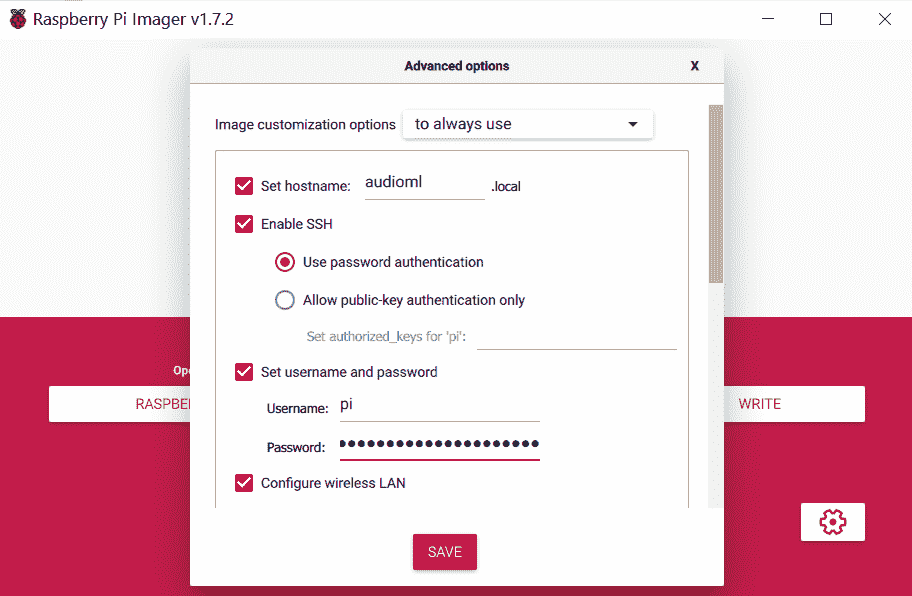 Raspberry Pi Imager v1.7.2
Advanced options X
Image customization options to always use
Set hostname: audioml .local
Enable SSH
Use password authentication
Allow public-key authentication only
Set authorized_keys for 'pi':
Set username and password
Ope
Username: pi
RASPBE WRITE
Password: ●●●●●●●●●●●●●●●●●●●●
Configure wireless LAN
SAVE